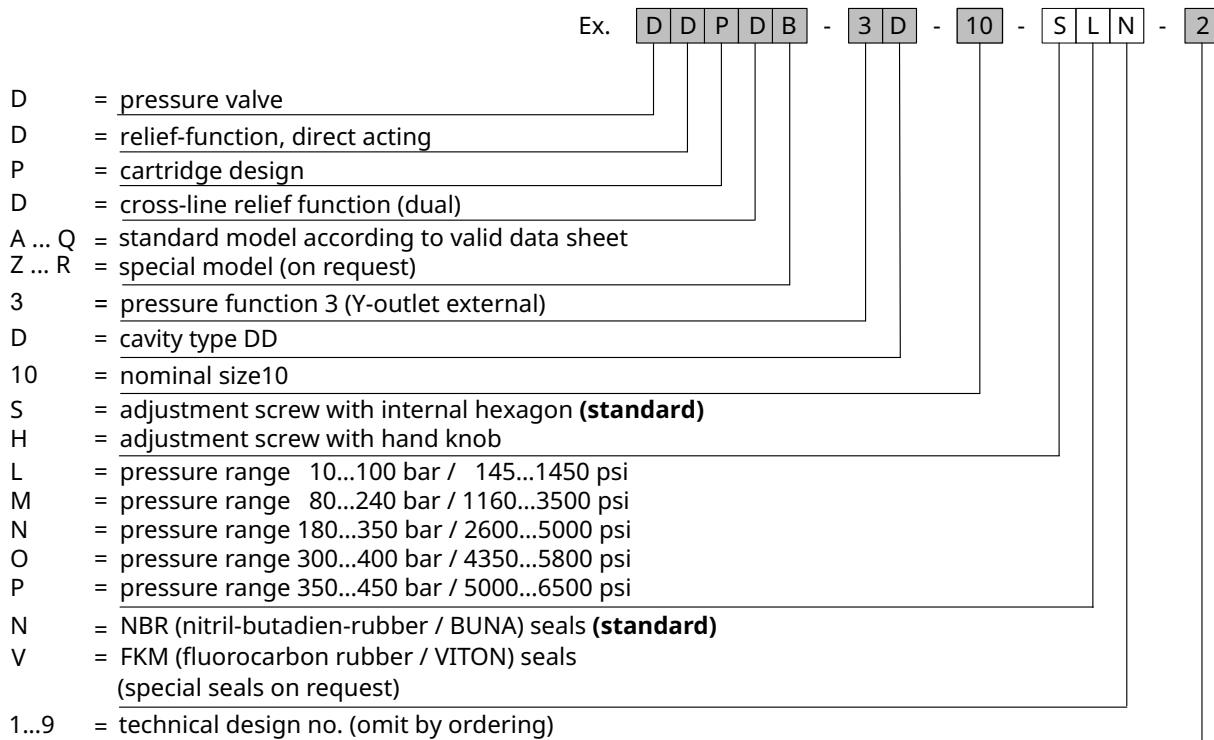 Ex. D D P D B - 3 D - 10 - S L N - 2
D = pressure valve
D = relief-function, direct acting
P = cartridge design
D = cross-line relief function (dual)
A ... Q = standard model according to valid data sheet
Z ... R = special model (on request)
3 = pressure function 3 (Y-outlet external)
D = cavity type DD
10 = nominal size10
S = adjustment screw with internal hexagon (standard)
H = adjustment screw with hand knob
L = pressure range 10...100 bar / 145...1450 psi
M = pressure range 80...240 bar / 1160...3500 psi
N = pressure range 180...350 bar / 2600...5000 psi
O = pressure range 300...400 bar / 4350...5800 psi
P = pressure range 350...450 bar / 5000...6500 psi
N = NBR (nitril-butadien-rubber / BUNA) seals (standard)
V = FKM (fluorocarbon rubber / VITON) seals
(special seals on request)
1...9 = technical design no. (omit by ordering)